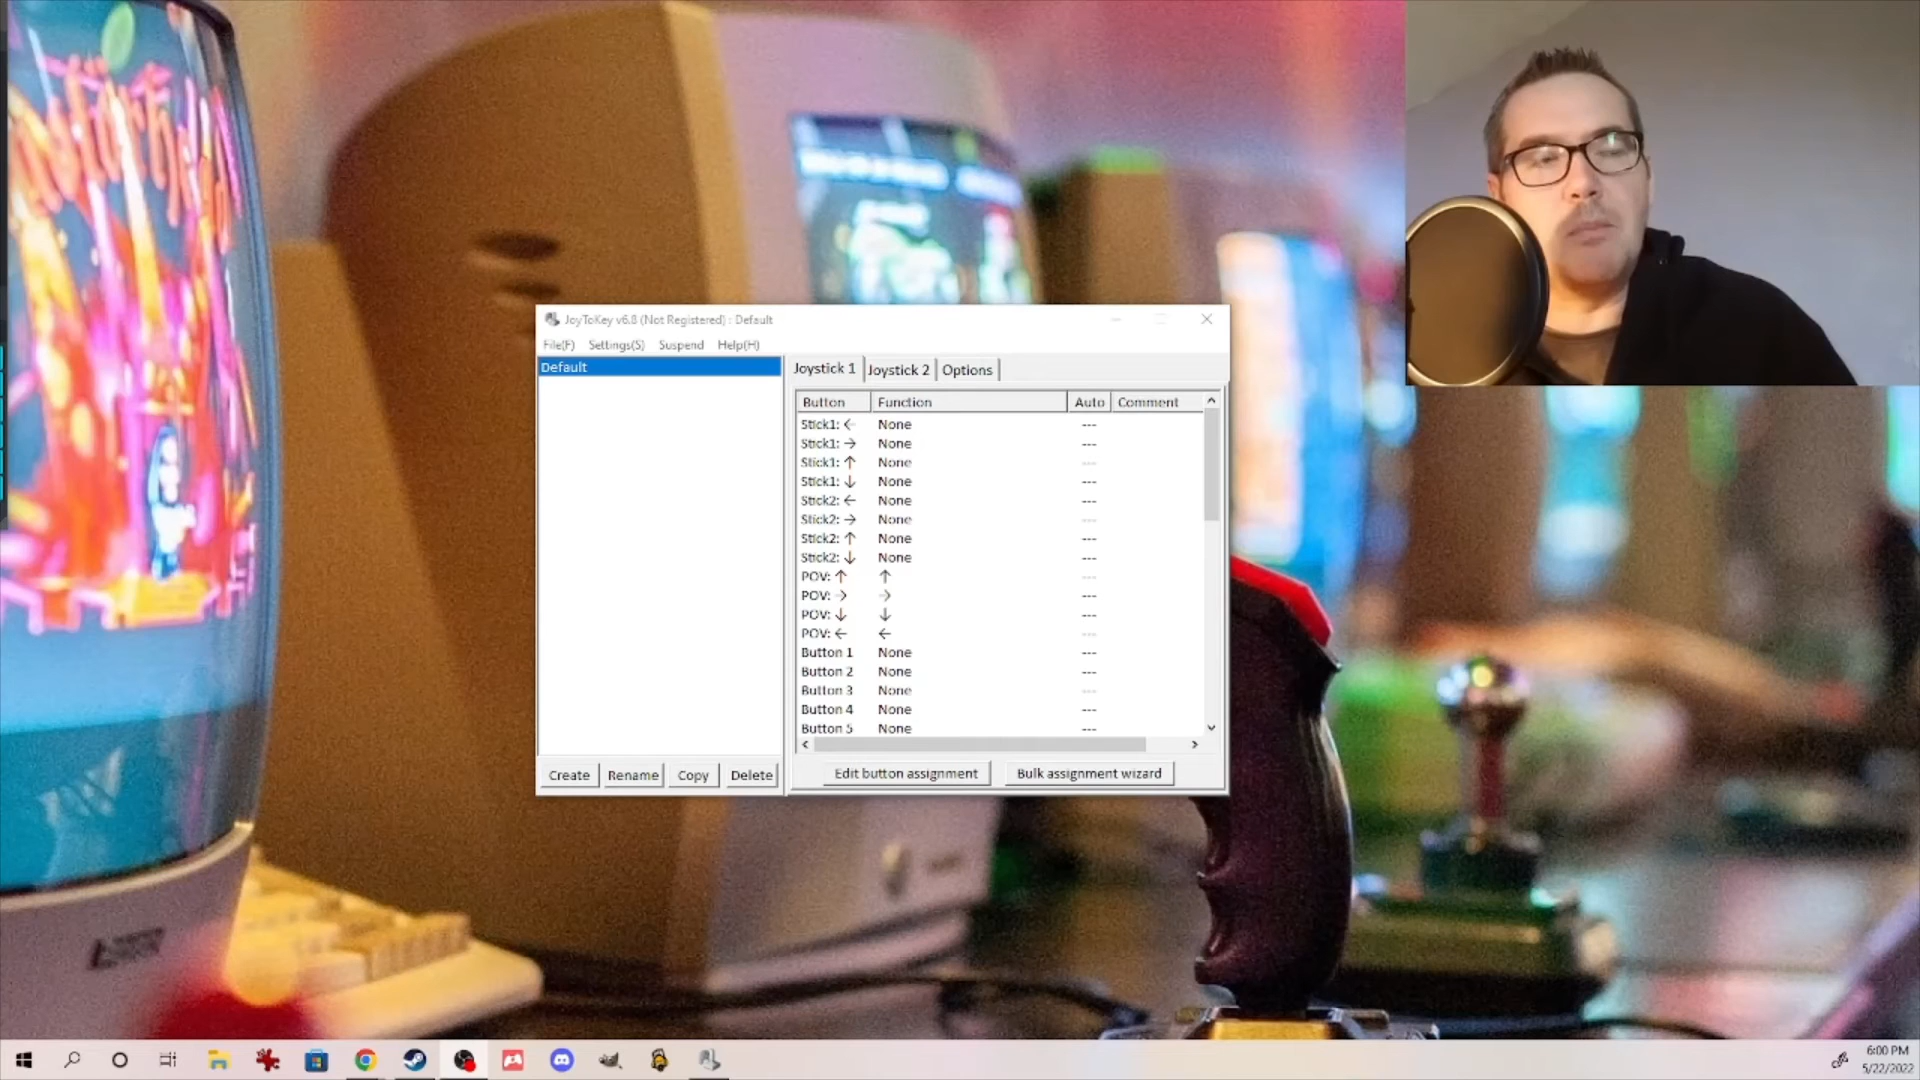 JoyToKey v6.8 (Not Registered) : Default
File(F) Settings(S) Suspend Help(H)
Default
Joystick 1 Joystick 2 Options
Button Function Auto Comment
Stick1: ← None ---
Stick1: → None ---
Stick1: ↑ None ---
Stick1: ↓ None ---
Stick2: ← None ---
Stick2: → None ---
Stick2: ↑ None ---
Stick2: ↓ None ---
POV: ↑ ↑ ---
POV: → → ---
POV: ↓ ↓ ---
POV: ← ← ---
Button 1 None ---
Button 2 None ---
Button 3 None ---
Button 4 None ---
Button 5 None ---
Create Rename Copy Delete
Edit button assignment Bulk assignment wizard
6:00 PM
5/22/2022